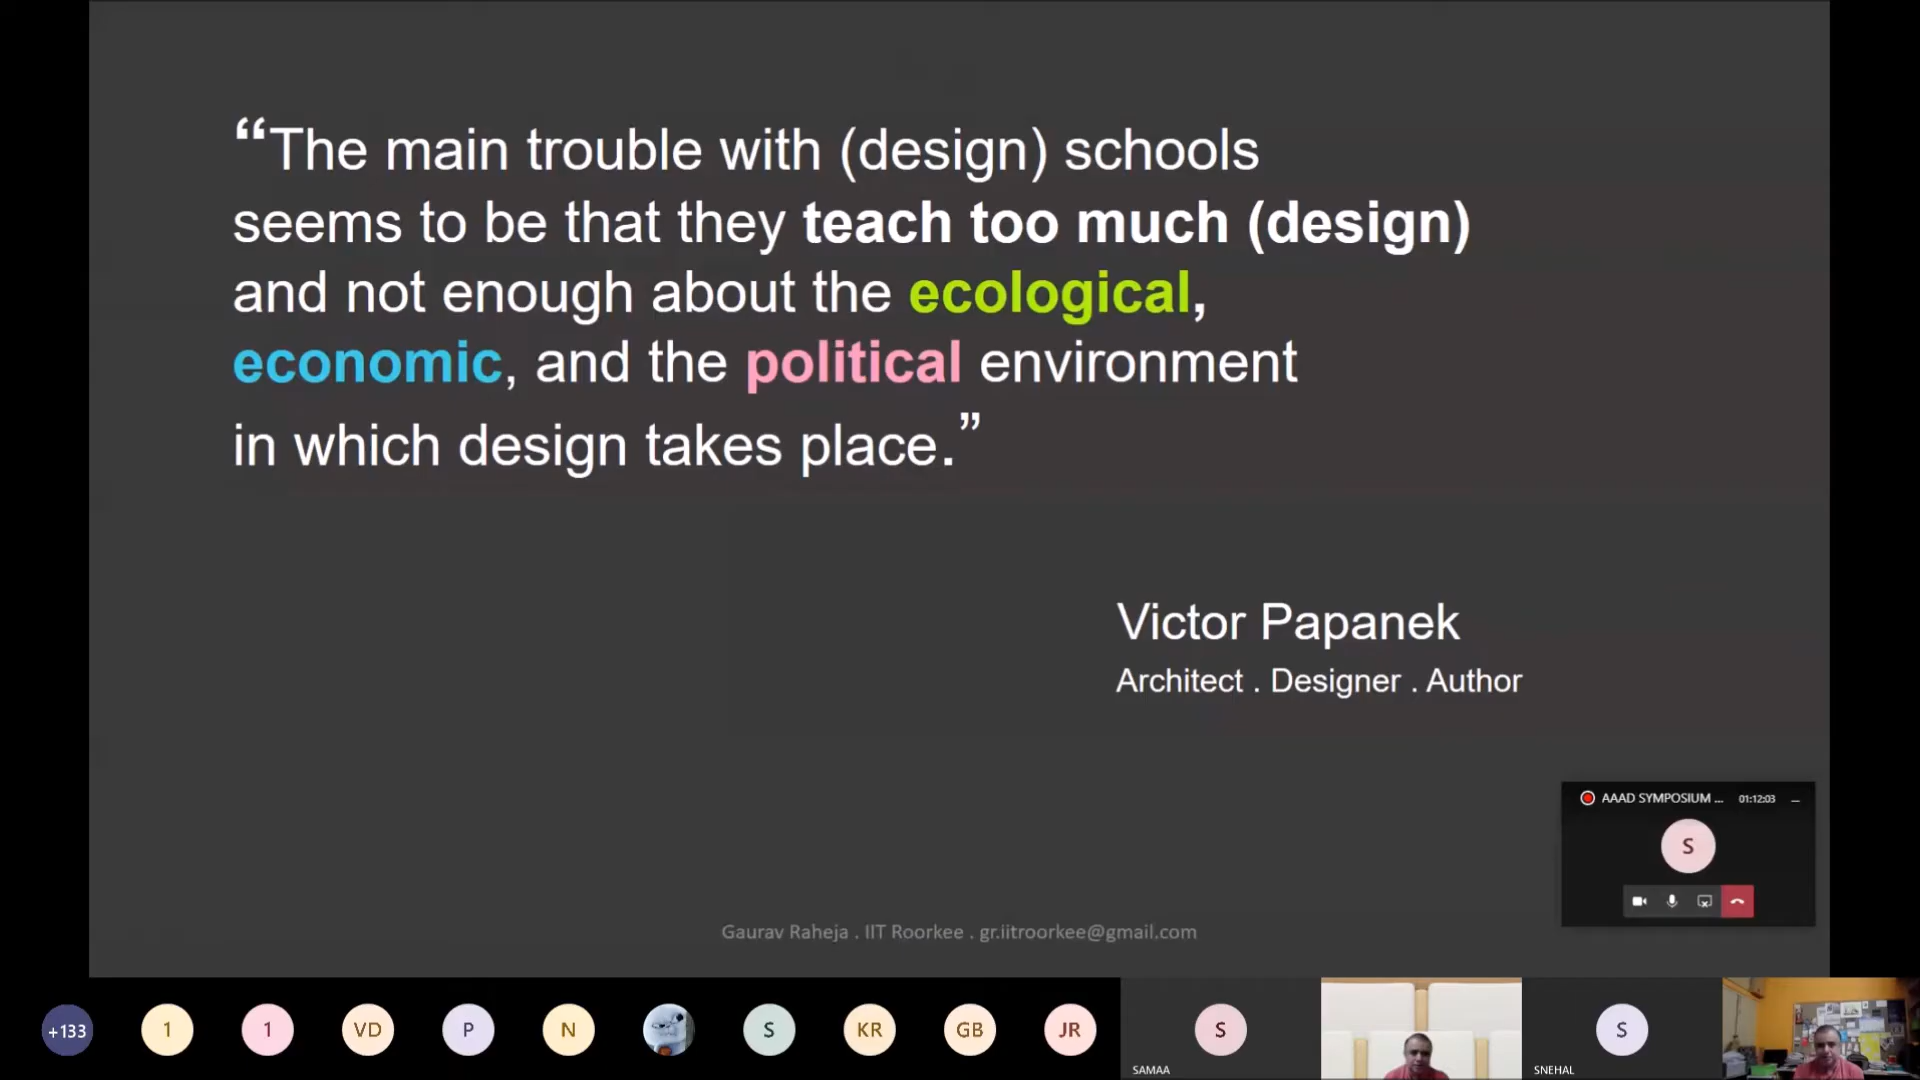 “The main trouble with (design) schools
seems to be that they teach too much (design)
and not enough about the ecological,
economic, and the political environment
in which design takes place.”
Victor Papanek
Architect . Designer . Author
AAAD SYMPOSIUM ... 01:12:03
S
Gaurav Raheja . IIT Roorkee . gr.iitroorkee@gmail.com
+133 1 1 VD P N S KR GB JR S S
SAMAA SNEHAL